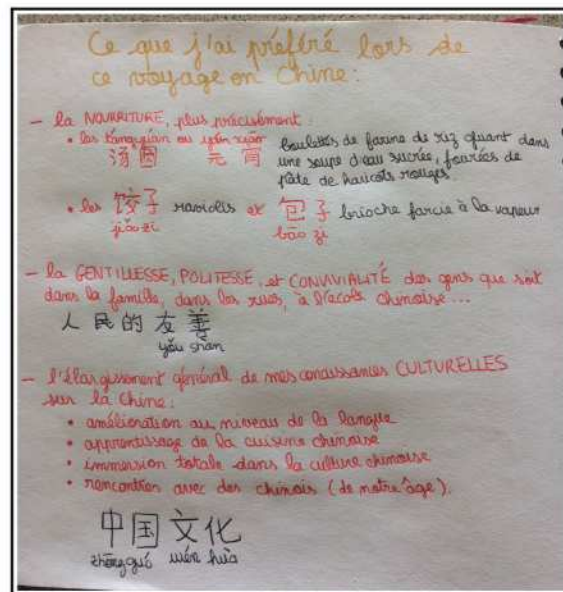 Ce que j'ai préféré lors de
ce voyage en Chine:
- la NOURRITURE, plus précisément :
• les tāngyuán ou yuán xiāo boulettes de farine de riz
汤圆 元宵 dans une soupe d'eau sucrée, fourrées de
pâte de haricots rouges
• les 饺子 raviolis et 包子 brioche farcie à la vapeur
jiǎo zi bāo zi
- la GENTILLESSE, POLITESSE, et CONVIVIALITÉ des gens que soit
dans la famille, dans les rues, à l'école chinoise...
人民的友善
yǒu shàn
- l'élargissement général de mes connaissances CULTURELLES
sur la Chine :
• amélioration au niveau de la langue
• apprentissage de la cuisine chinoise
• immersion totale dans la culture chinoise
• rencontres avec des chinois (de notre âge).
中国文化
zhōng guó wén huà